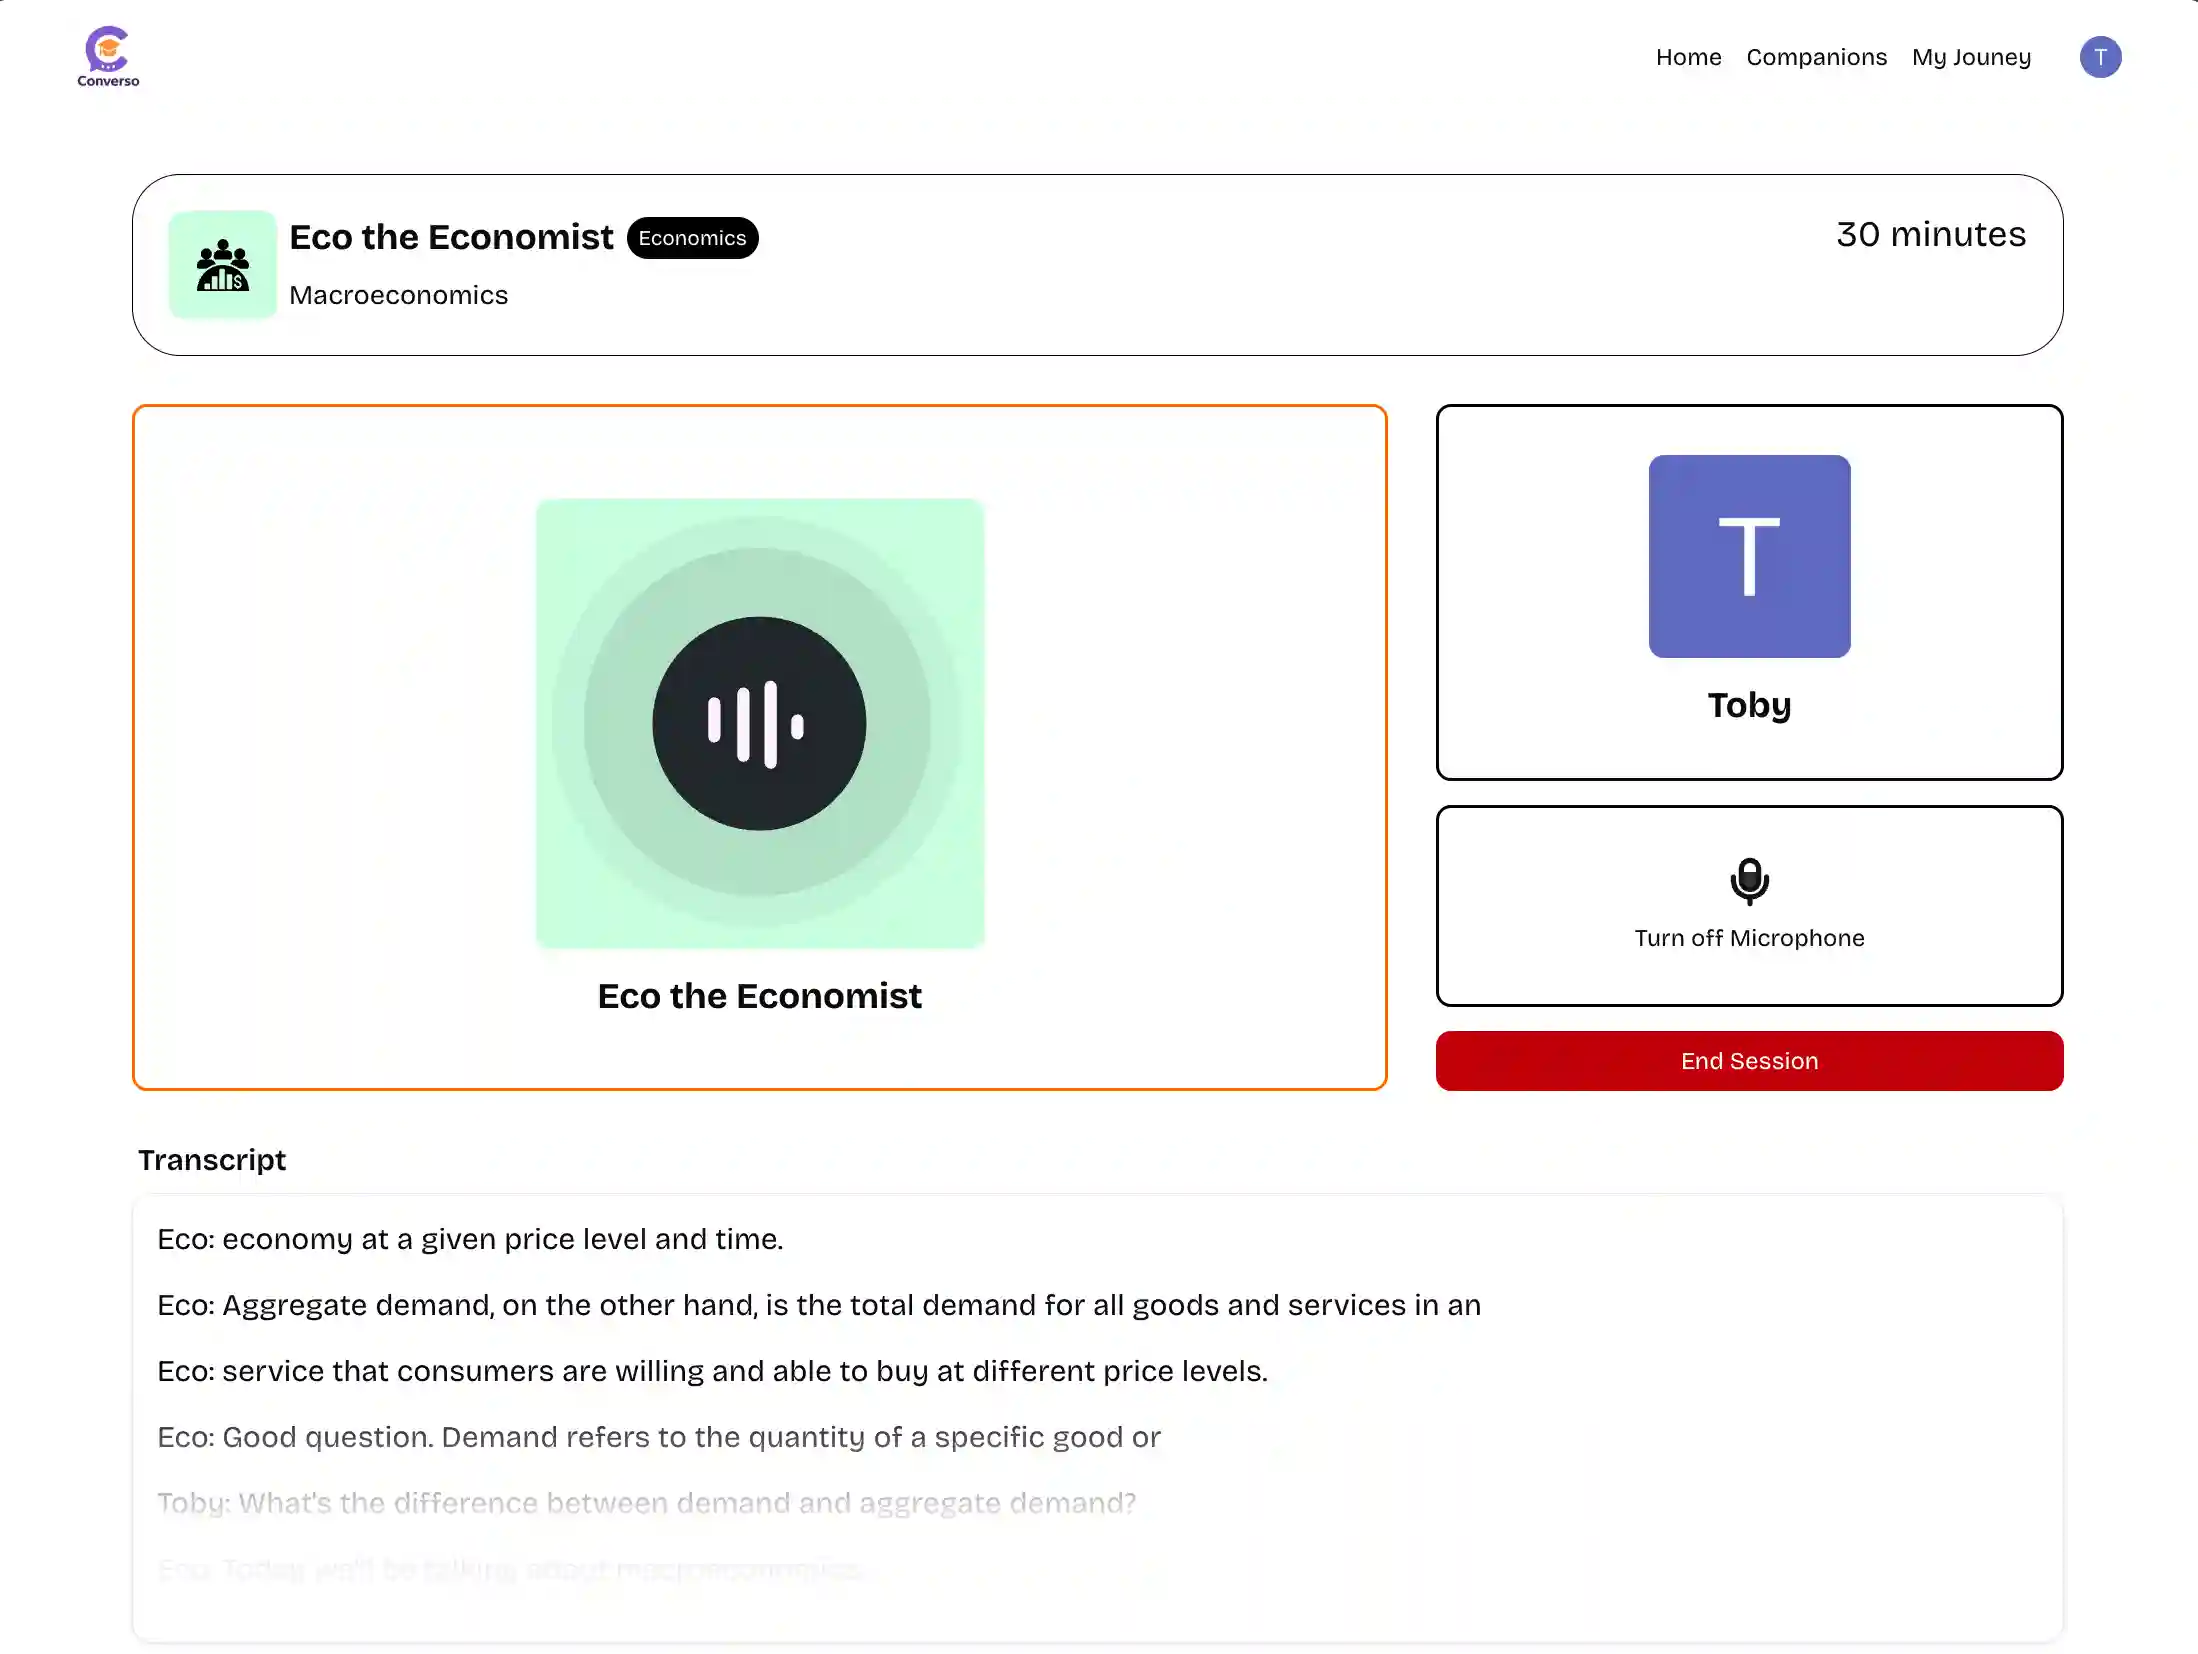 Converso
Home Companions My Jouney T
Eco the Economist Economics
30 minutes
Macroeconomics
Eco the Economist
T
Toby
Turn off Microphone
End Session
Transcript
Eco: economy at a given price level and time.
Eco: Aggregate demand, on the other hand, is the total demand for all goods and services in an
Eco: service that consumers are willing and able to buy at different price levels.
Eco: Good question. Demand refers to the quantity of a specific good or
Toby: What's the difference between demand and aggregate demand?
Eco: Today we'll be talking about macroeconomics.